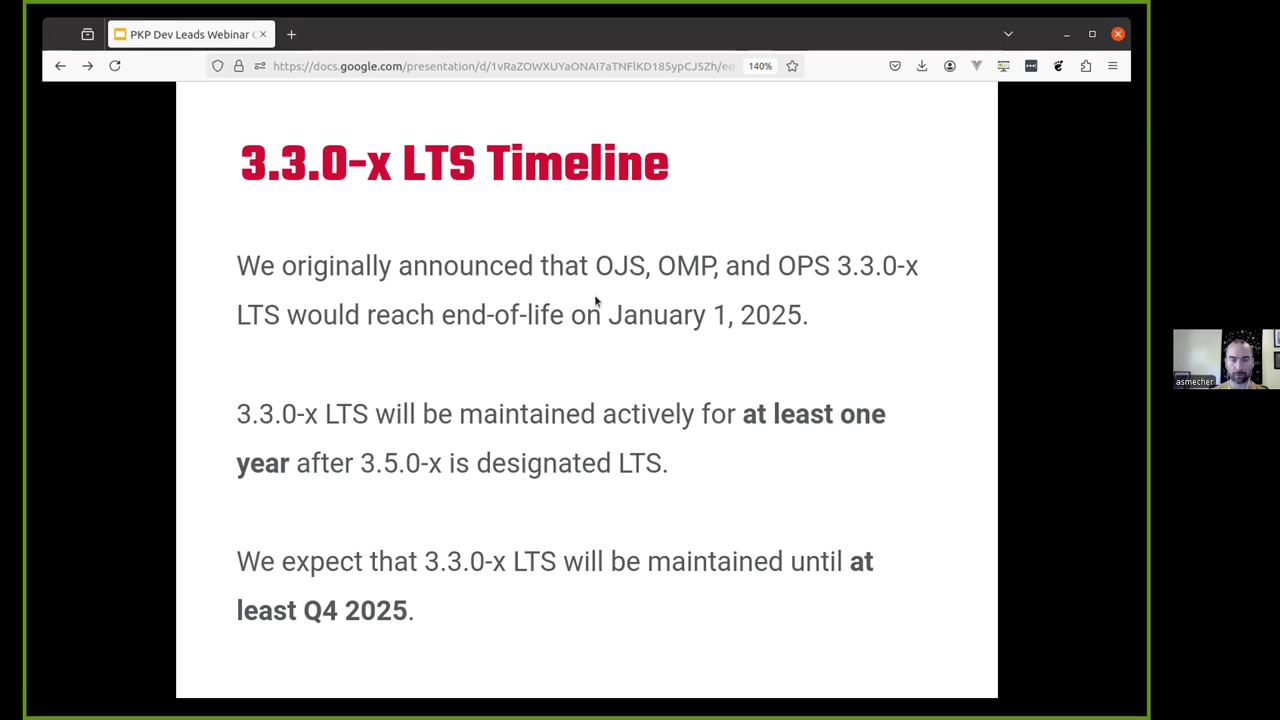 PKP Dev Leads Webinar
https://docs.google.com/presentation/d/1vRaZOWXUYaONAI7aTNFlKD185ypCJ5Zh/ed
140%
3.3.0-x LTS Timeline
We originally announced that OJS, OMP, and OPS 3.3.0-x
LTS would reach end-of-life on January 1, 2025.
3.3.0-x LTS will be maintained actively for at least one
year after 3.5.0-x is designated LTS.
We expect that 3.3.0-x LTS will be maintained until at
least Q4 2025.
asmecher